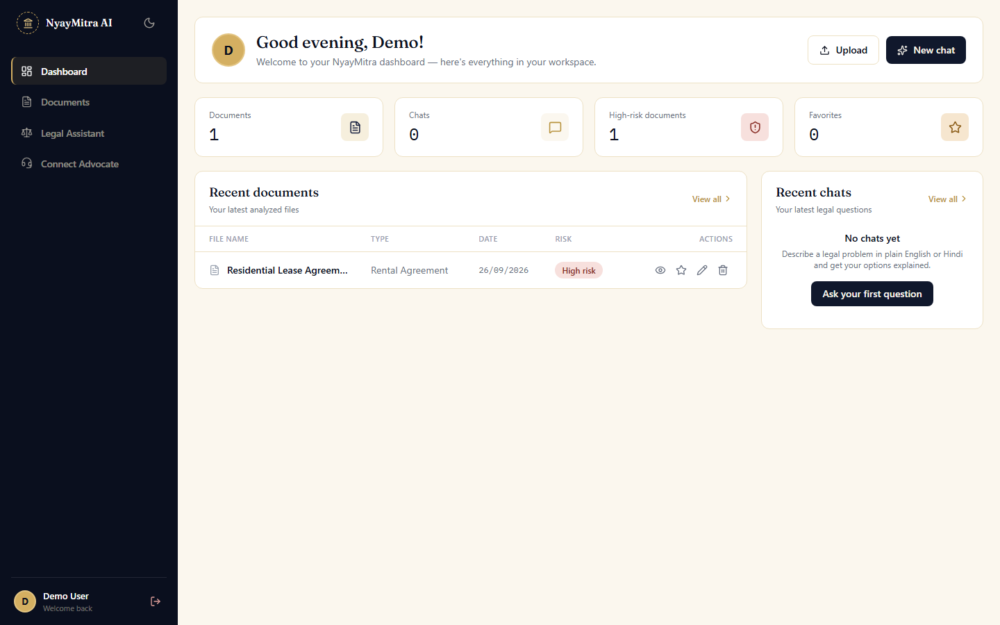 NyayMitra AI
Dashboard
Documents
Legal Assistant
Connect Advocate
D
Demo User
Welcome back
D
Good evening, Demo!
Welcome to your NyayMitra dashboard — here's everything in your workspace.
Upload
New chat
Documents
1
Chats
0
High-risk documents
1
Favorites
0
Recent documents
Your latest analyzed files
View all
FILE NAME TYPE DATE RISK ACTIONS
Residential Lease Agreem... Rental Agreement 26/09/2026 High risk
Recent chats
Your latest legal questions
View all
No chats yet
Describe a legal problem in plain English or Hindi
and get your options explained.
Ask your first question